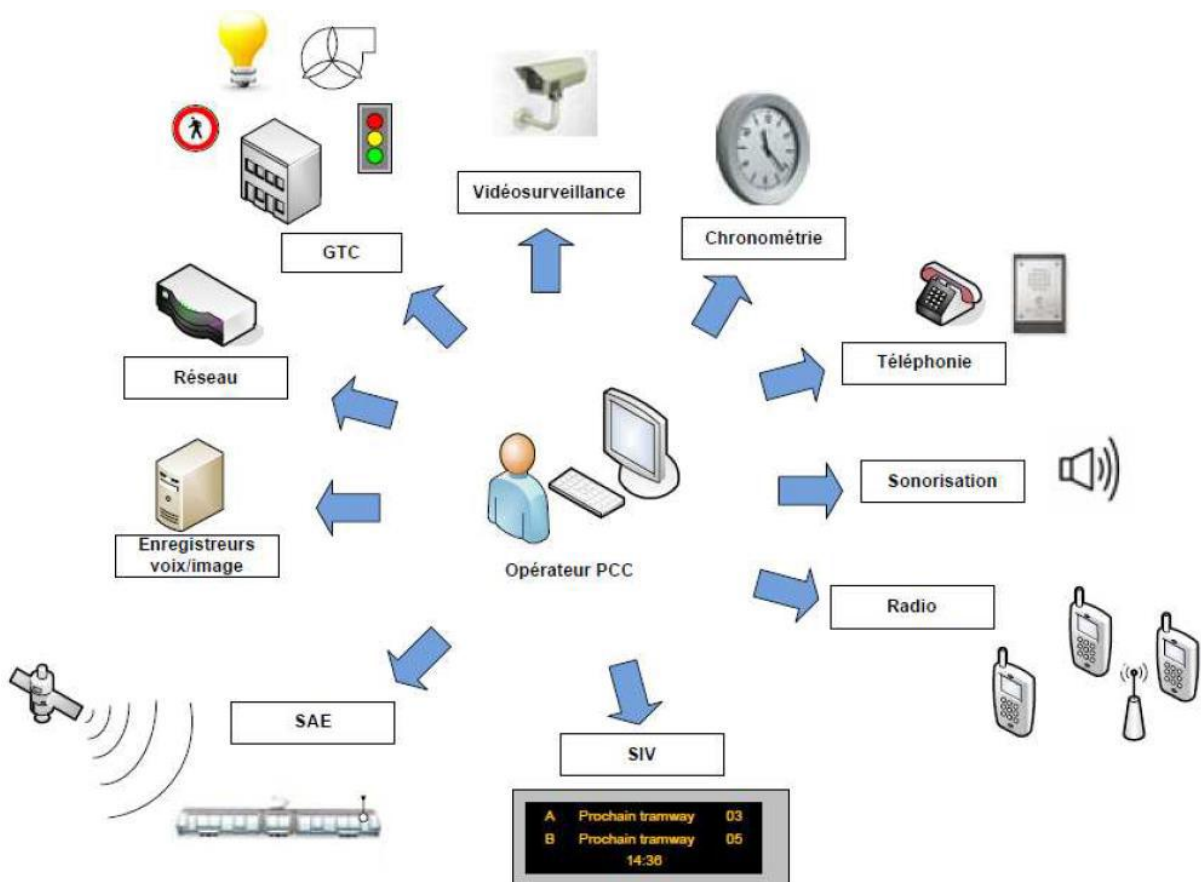 Vidéosurveillance
Chronométrie
GTC
Téléphonie
Réseau
Sonorisation
Enregistreurs
voix/image
Opérateur PCC
Radio
SAE
SIV
A Prochain tramway 03
B Prochain tramway 05
14:36